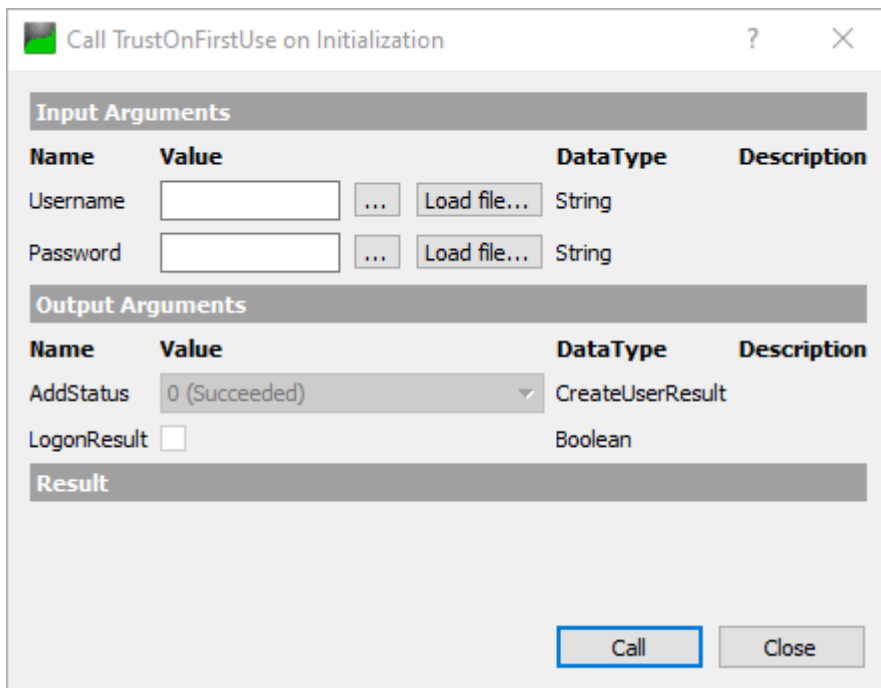 Call TrustOnFirstUse on Initialization ?
Input Arguments
Name Value DataType Description
Username ... Load file... String
Password ... Load file... String
Output Arguments
Name Value DataType Description
AddStatus 0 (Succeeded) CreateUserResult
LogonResult Boolean
Result
Call Close